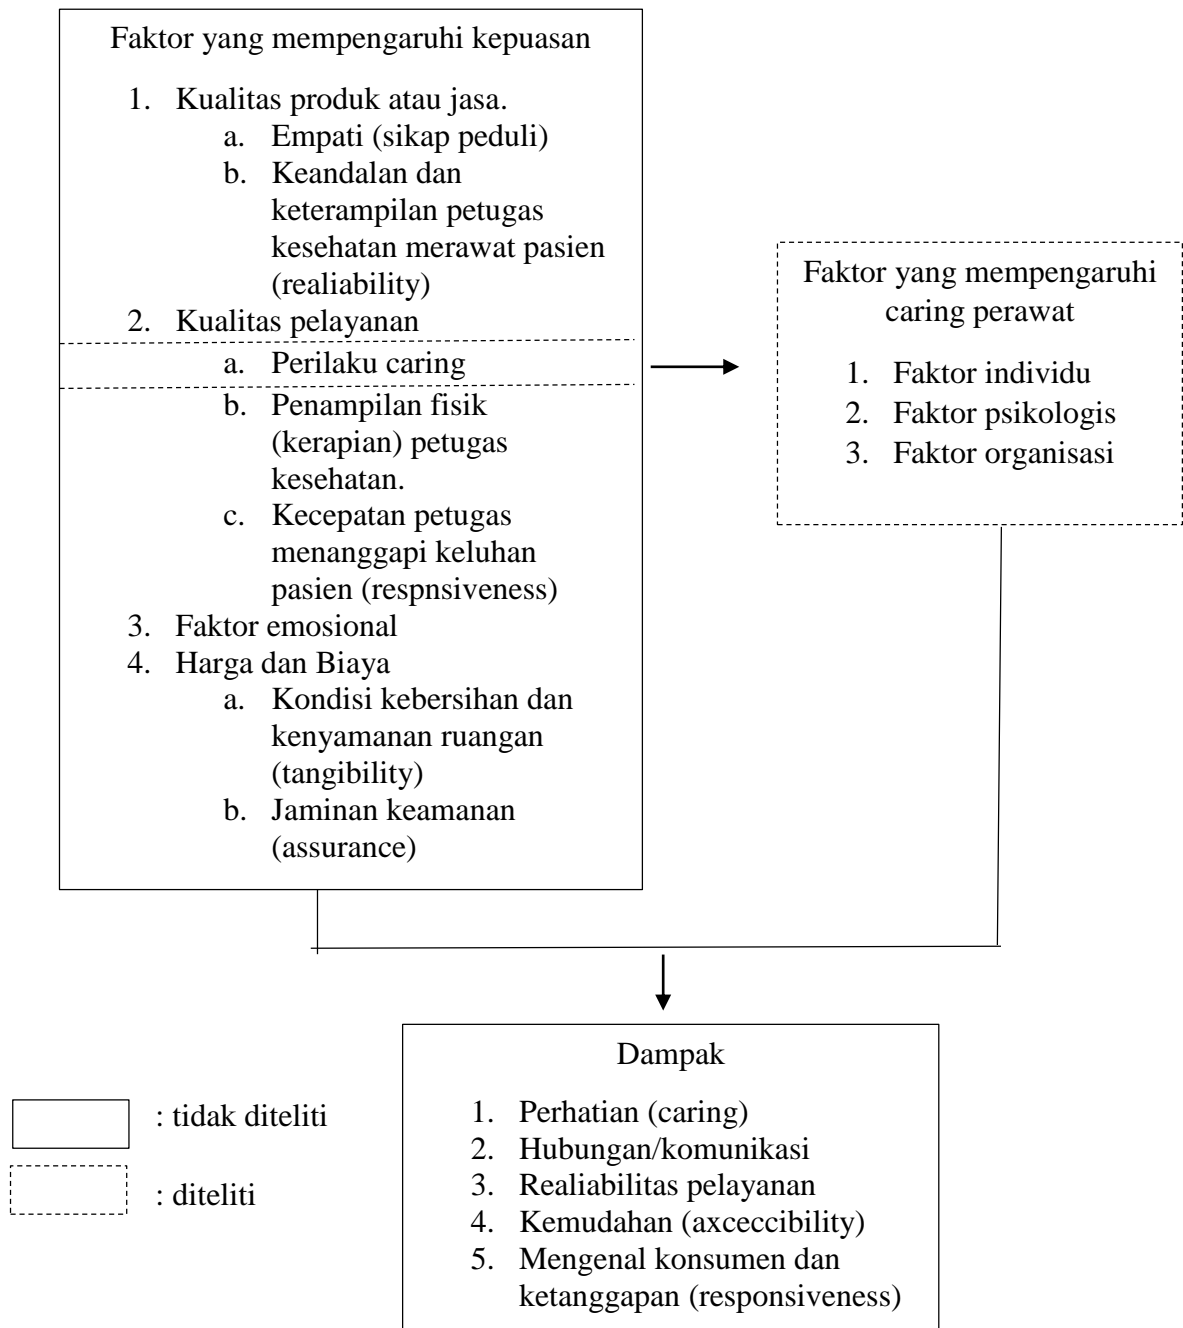 Faktor yang mempengaruhi kepuasan
1. Kualitas produk atau jasa.
a. Empati (sikap peduli)
b. Keandalan dan
keterampilan petugas
kesehatan merawat pasien
(realiability)
2. Kualitas pelayanan
a. Perilaku caring
b. Penampilan fisik
(kerapian) petugas
kesehatan.
c. Kecepatan petugas
menanggapi keluhan
pasien (respnsiveness)
3. Faktor emosional
4. Harga dan Biaya
a. Kondisi kebersihan dan
kenyamanan ruangan
(tangibility)
b. Jaminan keamanan
(assurance)
Faktor yang mempengaruhi
caring perawat
1. Faktor individu
2. Faktor psikologis
3. Faktor organisasi
Dampak
1. Perhatian (caring)
2. Hubungan/komunikasi
3. Realiabilitas pelayanan
4. Kemudahan (axceccibility)
5. Mengenal konsumen dan
ketanggapan (responsiveness)
: tidak diteliti
: diteliti